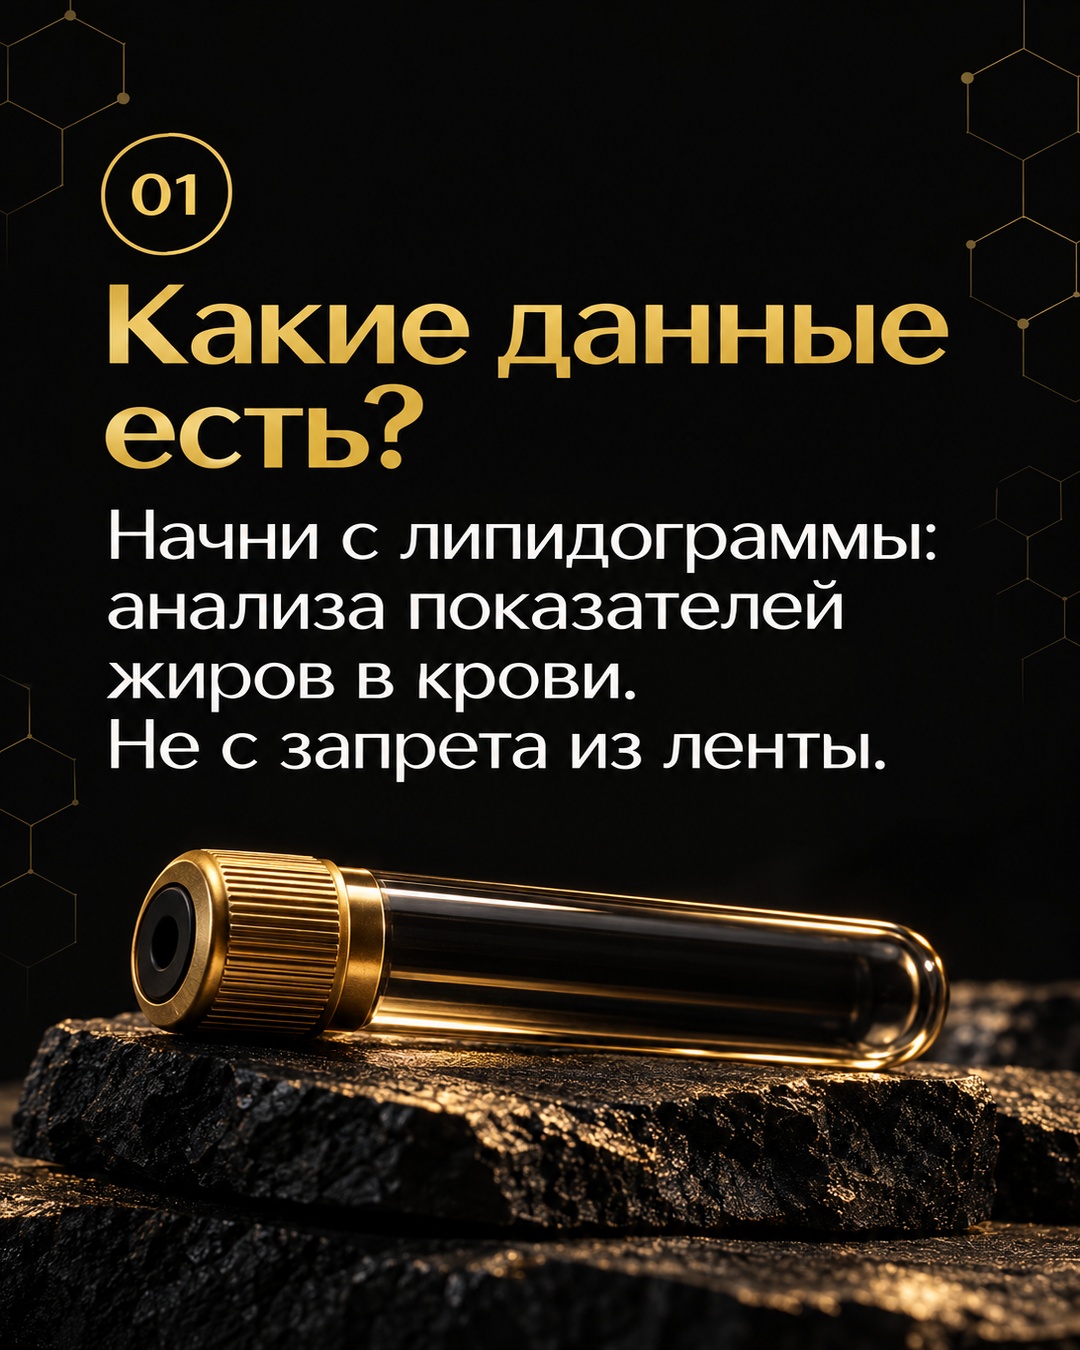 01
Какие данные
есть?
Начни с липидограммы:
анализа показателей
жиров в крови.
Не с запрета из ленты.